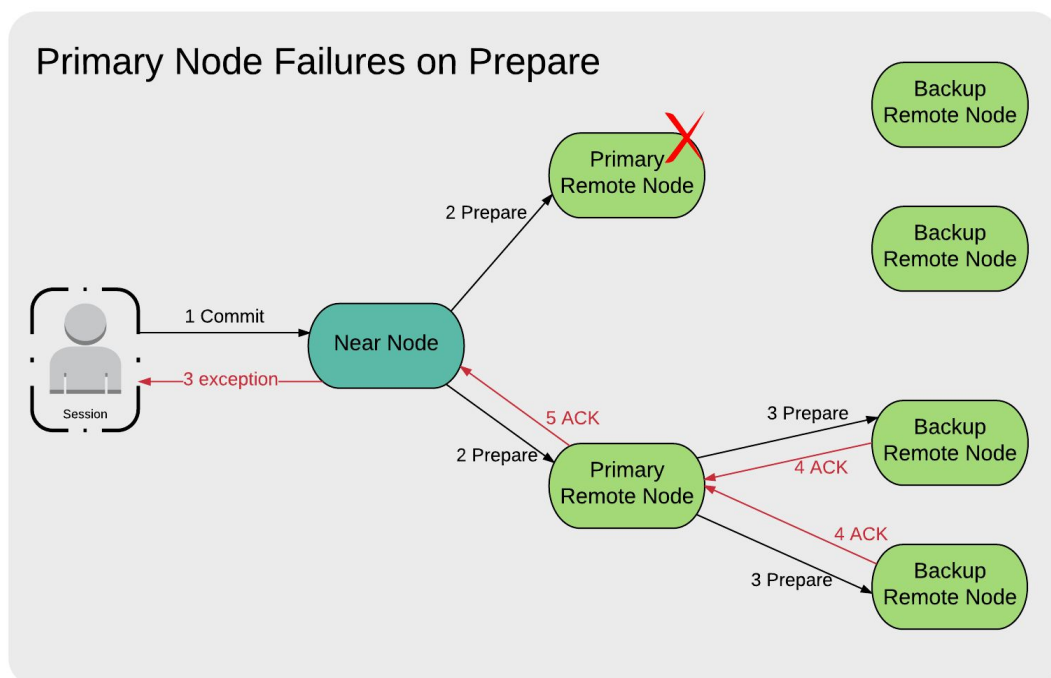 Primary Node Failures on Prepare
Backup
Remote Node
Primary
Remote Node
2 Prepare
Backup
Remote Node
1 Commit
Near Node
3 exception
Session
5 ACK
2 Prepare
Primary
Remote Node
3 Prepare
4 ACK
Backup
Remote Node
4 ACK
3 Prepare
Backup
Remote Node